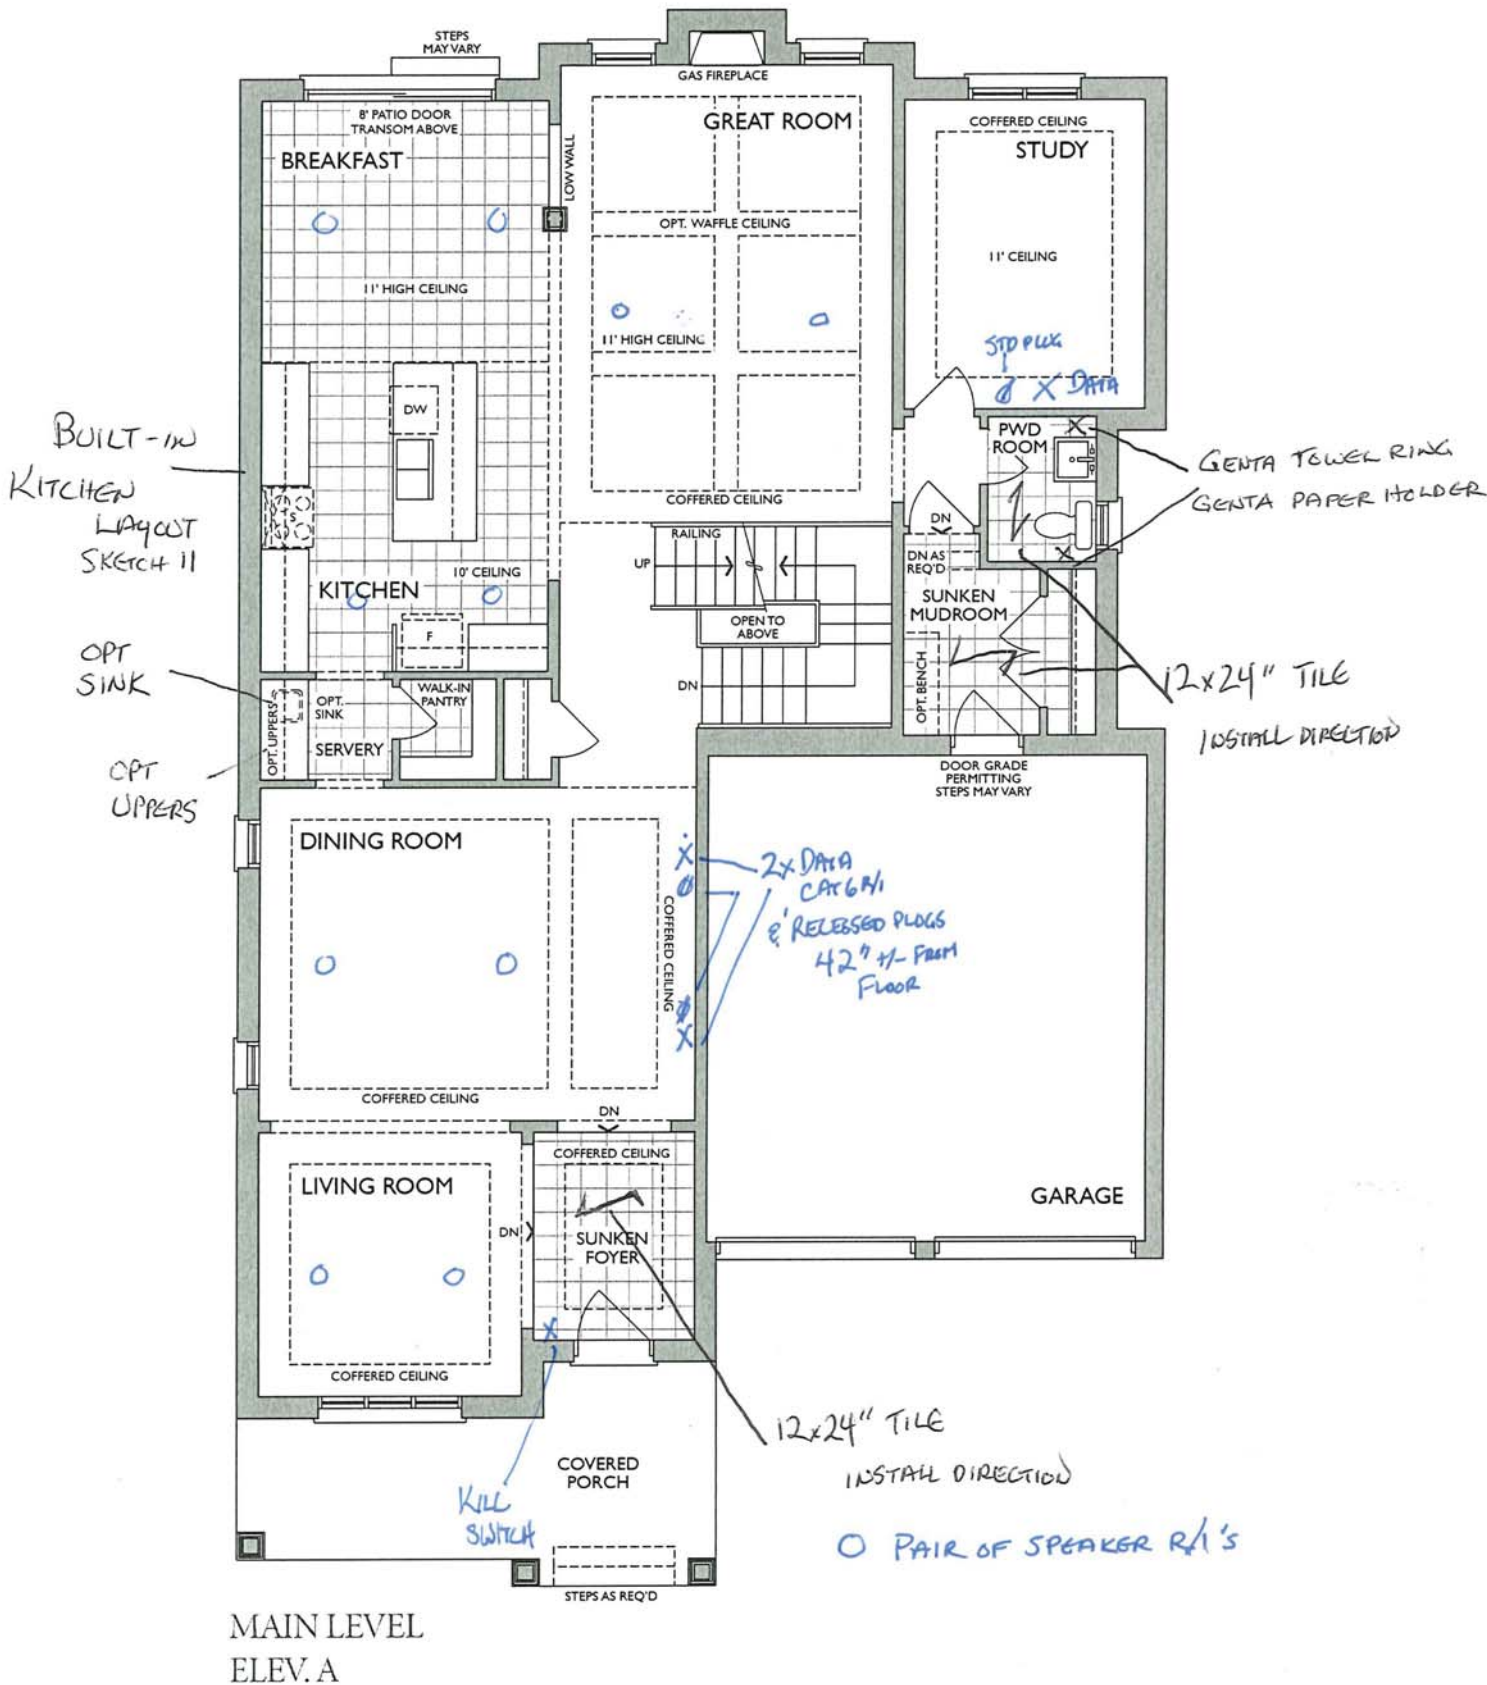 STEPS
MAY VARY
GAS FIREPLACE
8' PATIO DOOR
TRANSOM ABOVE
BREAKFAST
LOW WALL
GREAT ROOM
COFFERED CEILING
STUDY
OPT. WAFFLE CEILING
11' CEILING
11' HIGH CEILING
11' HIGH CEILING
STD PLUG
X DATA
DW
BUILT-IN
KITCHEN
LAYOUT
SKETCH 11
S
PWD
ROOM
GENTA TOWEL RING
GENTA PAPER HOLDER
COFFERED CEILING
RAILING
UP
DN
DN AS
REQ'D
10' CEILING
KITCHEN
F
OPEN TO
ABOVE
SUNKEN
MUDROOM
OPT. BENCH
OPT
SINK
12x24" TILE
INSTALL DIRECTION
DN
WALK-IN
PANTRY
OPT.
SINK
OPT. UPPERS
SERVERY
OPT
UPPERS
DOOR GRADE
PERMITTING
STEPS MAY VARY
DINING ROOM
X
2x DATA
CAT6 R/I
& RECESSED PLUGS
42" +/- FROM
FLOOR
COFFERED CEILING
X
COFFERED CEILING
DN
COFFERED CEILING
LIVING ROOM
GARAGE
DN
SUNKEN
FOYER
X
COFFERED CEILING
12x24" TILE
INSTALL DIRECTION
COVERED
PORCH
KILL
SWITCH
O PAIR OF SPEAKER R/I'S
STEPS AS REQ'D
MAIN LEVEL
ELEV. A